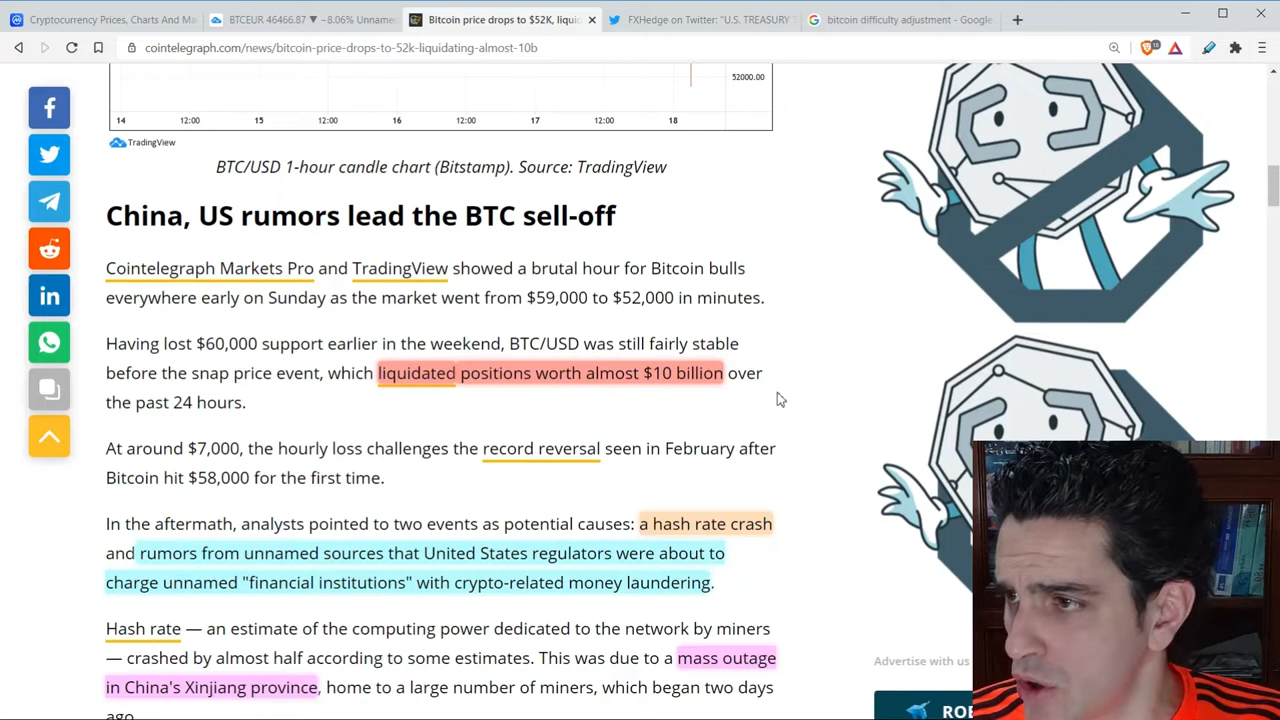 Cryptocurrency Prices, Charts And Ma
BTCEUR 46466.87 ▼ −8.06% Unnam
Bitcoin price drops to $52K, liquid
FXHedge on Twitter: "U.S. TREASURY
bitcoin difficulty adjustment - Google
cointelegraph.com/news/bitcoin-price-drops-to-52k-liquidating-almost-10b
18
52000.00
14 12:00 15 12:00 16 12:00 17 12:00 18
TradingView
BTC/USD 1-hour candle chart (Bitstamp). Source: TradingView
China, US rumors lead the BTC sell-off
Cointelegraph Markets Pro and TradingView showed a brutal hour for Bitcoin bulls
everywhere early on Sunday as the market went from $59,000 to $52,000 in minutes.
Having lost $60,000 support earlier in the weekend, BTC/USD was still fairly stable
before the snap price event, which liquidated positions worth almost $10 billion over
the past 24 hours.
At around $7,000, the hourly loss challenges the record reversal seen in February after
Bitcoin hit $58,000 for the first time.
In the aftermath, analysts pointed to two events as potential causes: a hash rate crash
and rumors from unnamed sources that United States regulators were about to
charge unnamed "financial institutions" with crypto-related money laundering.
Hash rate — an estimate of the computing power dedicated to the network by miners
— crashed by almost half according to some estimates. This was due to a mass outage
in China's Xinjiang province, home to a large number of miners, which began two days
ago.
Advertise with us
ROB